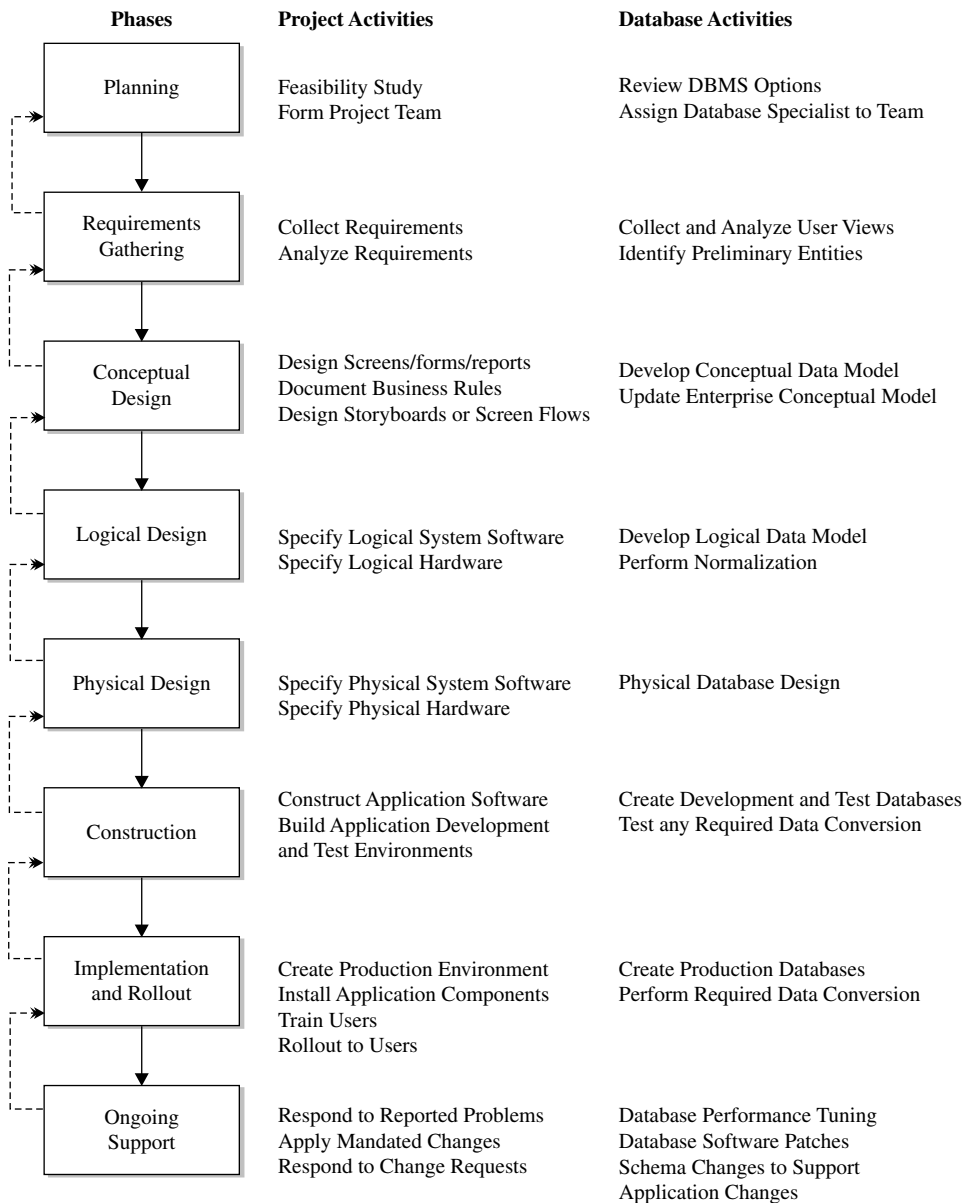 Phases Project Activities Database Activities
Planning
Feasibility Study
Form Project Team
Review DBMS Options
Assign Database Specialist to Team
Requirements
Gathering
Collect Requirements
Analyze Requirements
Collect and Analyze User Views
Identify Preliminary Entities
Conceptual
Design
Design Screens/forms/reports
Document Business Rules
Design Storyboards or Screen Flows
Develop Conceptual Data Model
Update Enterprise Conceptual Model
Logical Design
Specify Logical System Software
Specify Logical Hardware
Develop Logical Data Model
Perform Normalization
Physical Design
Specify Physical System Software
Specify Physical Hardware
Physical Database Design
Construction
Construct Application Software
Build Application Development
and Test Environments
Create Development and Test Databases
Test any Required Data Conversion
Implementation
and Rollout
Create Production Environment
Install Application Components
Train Users
Rollout to Users
Create Production Databases
Perform Required Data Conversion
Ongoing
Support
Respond to Reported Problems
Apply Mandated Changes
Respond to Change Requests
Database Performance Tuning
Database Software Patches
Schema Changes to Support
Application Changes